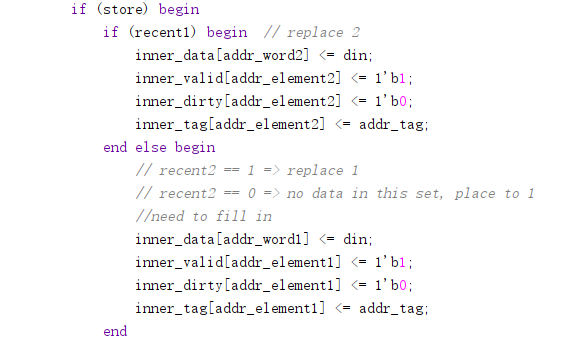 if (store) begin
if (recent1) begin // replace 2
inner_data[addr_word2] <= din;
inner_valid[addr_element2] <= 1'b1;
inner_dirty[addr_element2] <= 1'b0;
inner_tag[addr_element2] <= addr_tag;
end else begin
// recent2 == 1 => replace 1
// recent2 == 0 => no data in this set, place to 1
//need to fill in
inner_data[addr_word1] <= din;
inner_valid[addr_element1] <= 1'b1;
inner_dirty[addr_element1] <= 1'b0;
inner_tag[addr_element1] <= addr_tag;
end